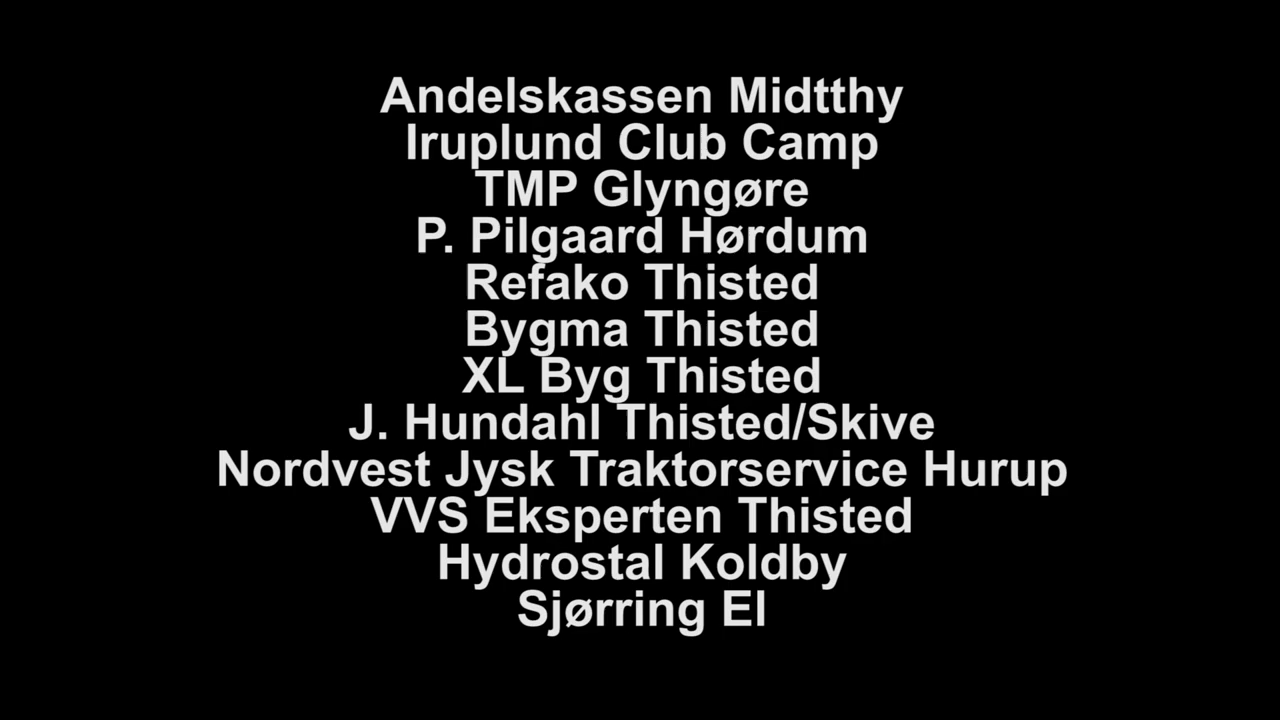 Andelskassen Midtthy
Iruplund Club Camp
TMP Glyngøre
P. Pilgaard Hørdum
Refako Thisted
Bygma Thisted
XL Byg Thisted
J. Hundahl Thisted/Skive
Nordvest Jysk Traktorservice Hurup
VVS Eksperten Thisted
Hydrostal Koldby
Sjørring El